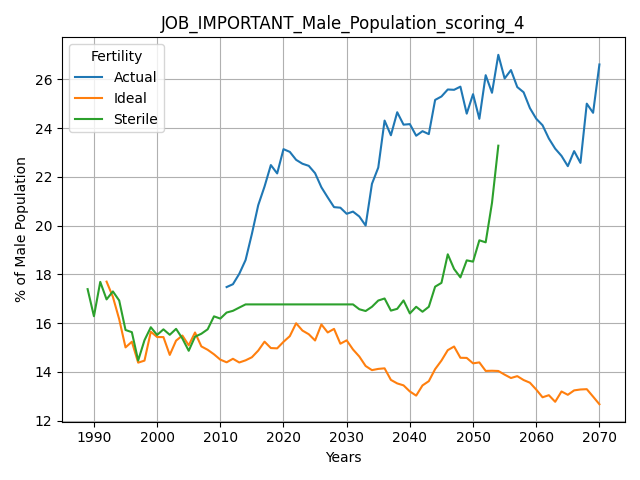 JOB_IMPORTANT_Male_Population_scoring_4
Fertility
Actual
Ideal
Sterile
% of Male Population
26
24
22
20
18
16
14
12
1990 2000 2010 2020 2030 2040 2050 2060 2070
Years